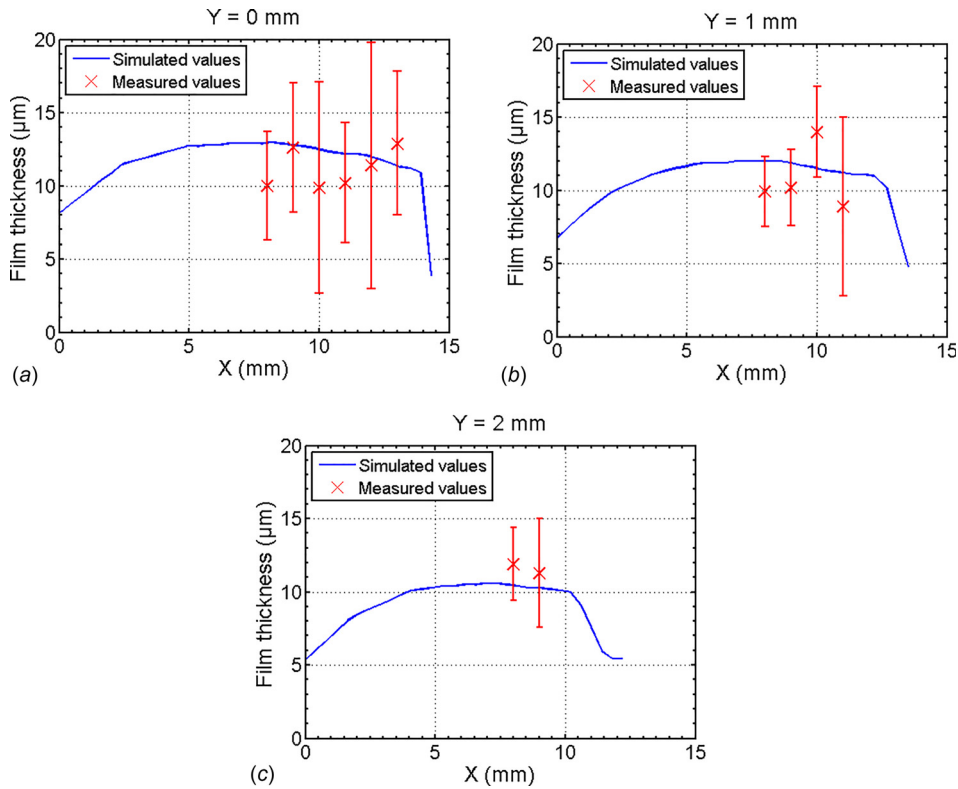 Y = 0 mm
20
15
10
5
0
Film thickness (µm)
Simulated values
Measured values
0
5
10
15
X (mm)
(a)
Y = 1 mm
20
15
10
5
0
Film thickness (µm)
Simulated values
Measured values
0
5
10
15
X (mm)
(b)
Y = 2 mm
20
15
10
5
0
Film thickness (µm)
Simulated values
Measured values
0
5
10
15
X (mm)
(c)